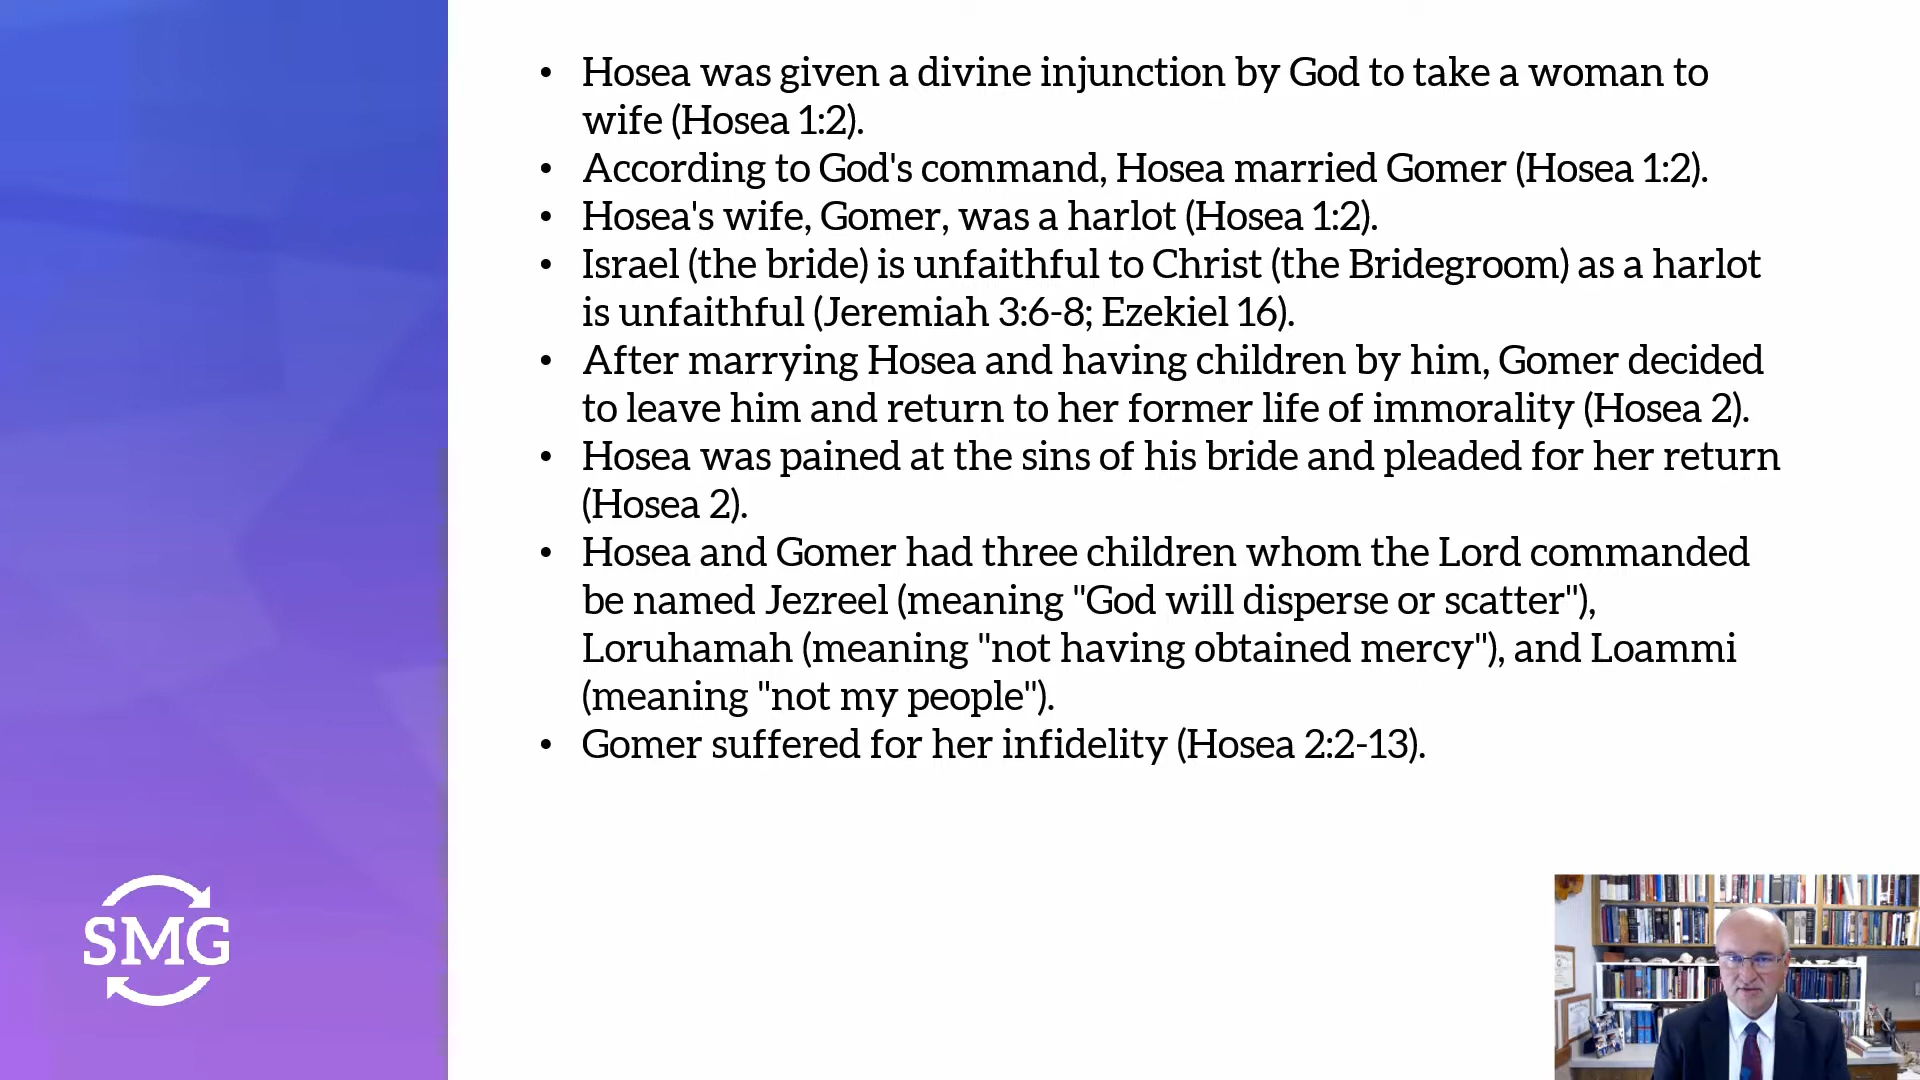 • Hosea was given a divine injunction by God to take a woman to
wife (Hosea 1:2).
• According to God's command, Hosea married Gomer (Hosea 1:2).
• Hosea's wife, Gomer, was a harlot (Hosea 1:2).
• Israel (the bride) is unfaithful to Christ (the Bridegroom) as a harlot
is unfaithful (Jeremiah 3:6-8; Ezekiel 16).
• After marrying Hosea and having children by him, Gomer decided
to leave him and return to her former life of immorality (Hosea 2).
• Hosea was pained at the sins of his bride and pleaded for her return
(Hosea 2).
• Hosea and Gomer had three children whom the Lord commanded
be named Jezreel (meaning "God will disperse or scatter"),
Loruhamah (meaning "not having obtained mercy"), and Loammi
(meaning "not my people").
• Gomer suffered for her infidelity (Hosea 2:2-13).
SMG